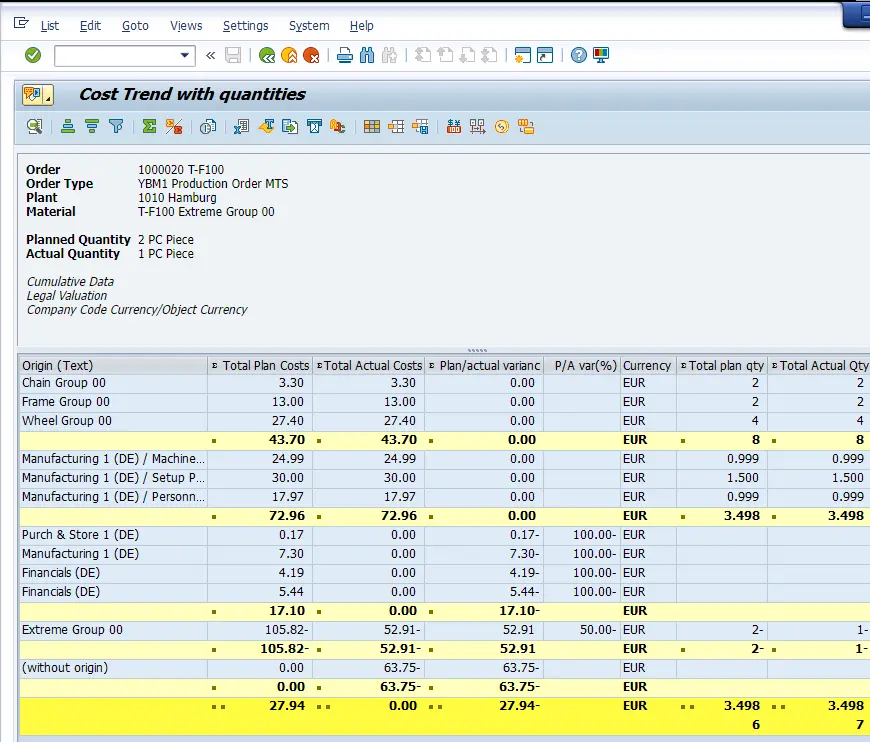 List Edit Goto Views Settings System Help
Cost Trend with quantities
Order 1000020 T-F100
Order Type YBM1 Production Order MTS
Plant 1010 Hamburg
Material T-F100 Extreme Group 00
Planned Quantity 2 PC Piece
Actual Quantity 1 PC Piece
Cumulative Data
Legal Valuation
Company Code Currency/Object Currency
Origin (Text) Σ Total Plan Costs Σ Total Actual Costs Σ Plan/actual varianc P/A var(%) Currency Σ Total plan qty Σ Total Actual Qty
Chain Group 00 3.30 3.30 0.00 EUR 2 2
Frame Group 00 13.00 13.00 0.00 EUR 2 2
Wheel Group 00 27.40 27.40 0.00 EUR 4 4
43.70 43.70 0.00 EUR 8 8
Manufacturing 1 (DE) / Machine... 24.99 24.99 0.00 EUR 0.999 0.999
Manufacturing 1 (DE) / Setup P... 30.00 30.00 0.00 EUR 1.500 1.500
Manufacturing 1 (DE) / Personn... 17.97 17.97 0.00 EUR 0.999 0.999
72.96 72.96 0.00 EUR 3.498 3.498
Purch & Store 1 (DE) 0.17 0.00 0.17- 100.00- EUR
Manufacturing 1 (DE) 7.30 0.00 7.30- 100.00- EUR
Financials (DE) 4.19 0.00 4.19- 100.00- EUR
Financials (DE) 5.44 0.00 5.44- 100.00- EUR
17.10 0.00 17.10- EUR
Extreme Group 00 105.82- 52.91- 52.91 50.00- EUR 2- 1-
105.82- 52.91- 52.91 EUR 2- 1-
(without origin) 0.00 63.75- 63.75- EUR
0.00 63.75- 63.75- EUR
27.94 0.00 27.94- EUR 3.498 3.498
6 7